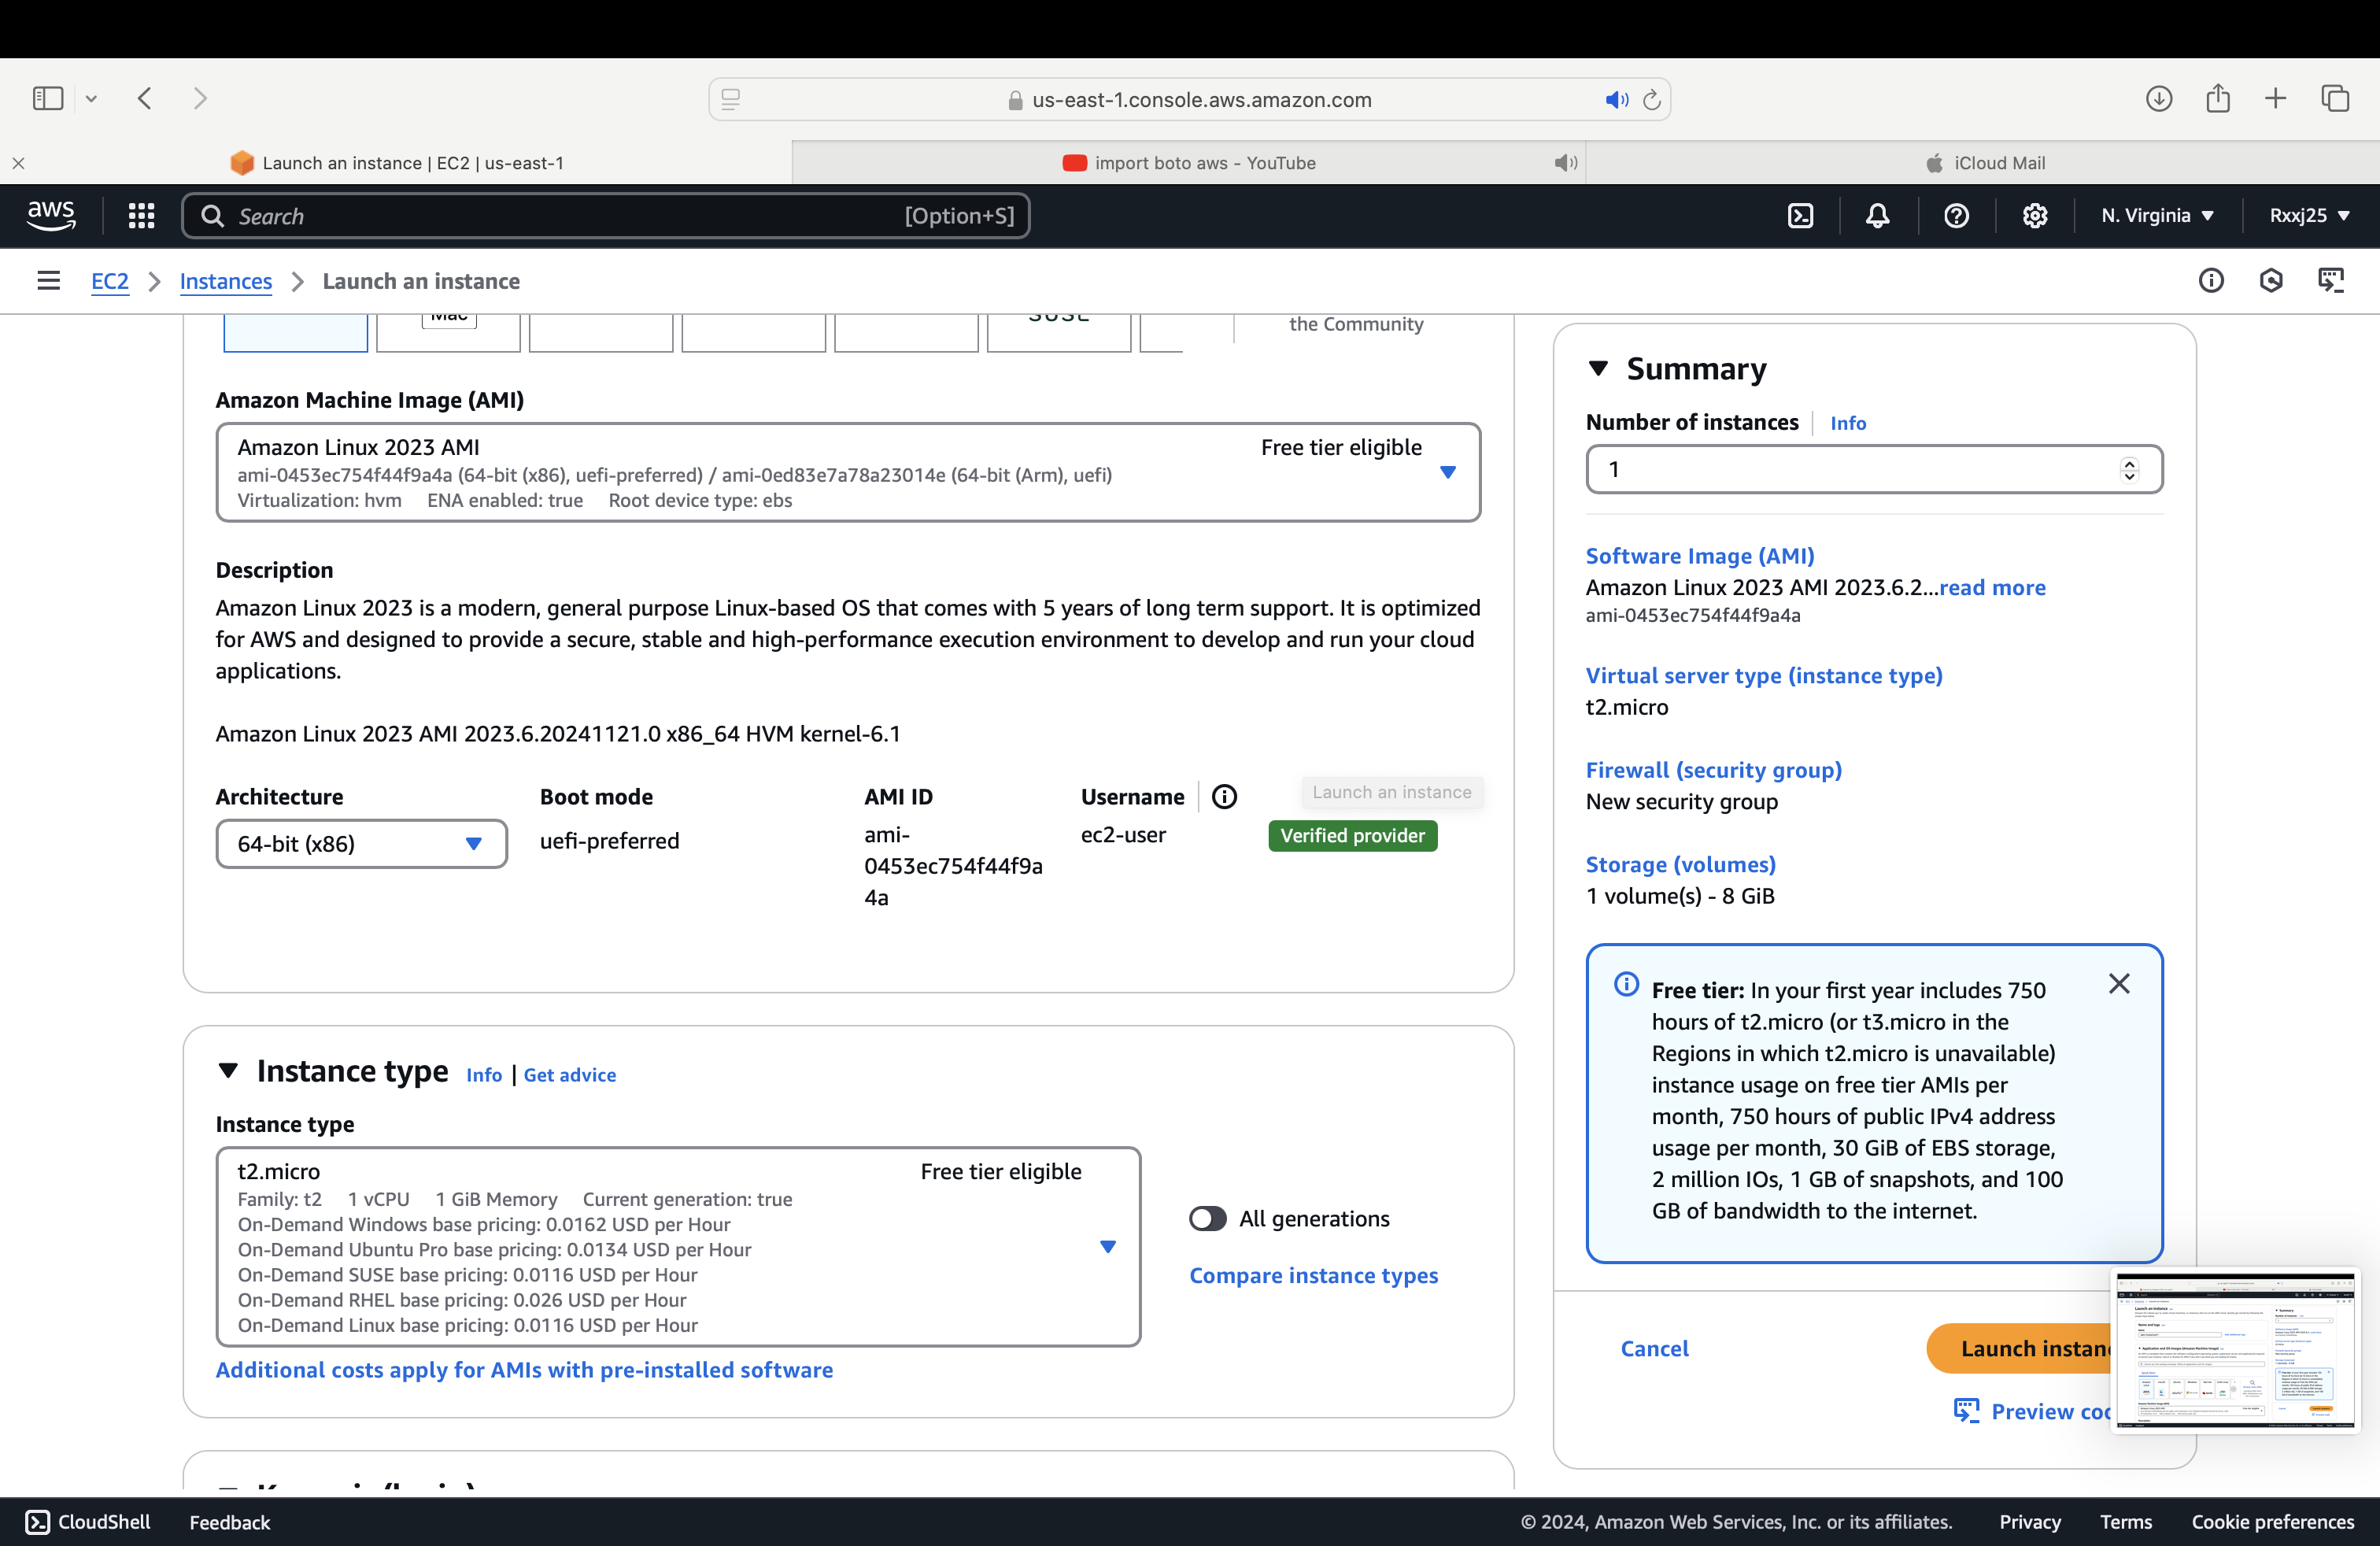 us-east-1.console.aws.amazon.com
Launch an instance | EC2 | us-east-1
import boto aws - YouTube
iCloud Mail
aws
Search
[Option+S]
N. Virginia
Rxxj25
EC2
Instances
Launch an instance
Mac
SUSE
the Community
Amazon Machine Image (AMI)
Amazon Linux 2023 AMI
Free tier eligible
ami-0453ec754f44f9a4a (64-bit (x86), uefi-preferred) / ami-0ed83e7a78a23014e (64-bit (Arm), uefi)
Virtualization: hvm ENA enabled: true Root device type: ebs
Description
Amazon Linux 2023 is a modern, general purpose Linux-based OS that comes with 5 years of long term support. It is optimized
for AWS and designed to provide a secure, stable and high-performance execution environment to develop and run your cloud
applications.
Amazon Linux 2023 AMI 2023.6.20241121.0 x86_64 HVM kernel-6.1
Architecture
64-bit (x86)
Boot mode
uefi-preferred
AMI ID
ami-
0453ec754f44f9a
4a
Username
ec2-user
Launch an instance
Verified provider
Instance type
Info | Get advice
Instance type
t2.micro
Free tier eligible
Family: t2 1 vCPU 1 GiB Memory Current generation: true
On-Demand Windows base pricing: 0.0162 USD per Hour
On-Demand Ubuntu Pro base pricing: 0.0134 USD per Hour
On-Demand SUSE base pricing: 0.0116 USD per Hour
On-Demand RHEL base pricing: 0.026 USD per Hour
On-Demand Linux base pricing: 0.0116 USD per Hour
All generations
Compare instance types
Additional costs apply for AMIs with pre-installed software
Summary
Number of instances
Info
1
Software Image (AMI)
Amazon Linux 2023 AMI 2023.6.2...read more
ami-0453ec754f44f9a4a
Virtual server type (instance type)
t2.micro
Firewall (security group)
New security group
Storage (volumes)
1 volume(s) - 8 GiB
Free tier: In your first year includes 750
hours of t2.micro (or t3.micro in the
Regions in which t2.micro is unavailable)
instance usage on free tier AMIs per
month, 750 hours of public IPv4 address
usage per month, 30 GiB of EBS storage,
2 million IOs, 1 GB of snapshots, and 100
GB of bandwidth to the internet.
Cancel
Launch instanc
Preview co
CloudShell
Feedback
© 2024, Amazon Web Services, Inc. or its affiliates.
Privacy
Terms
Cookie preferences